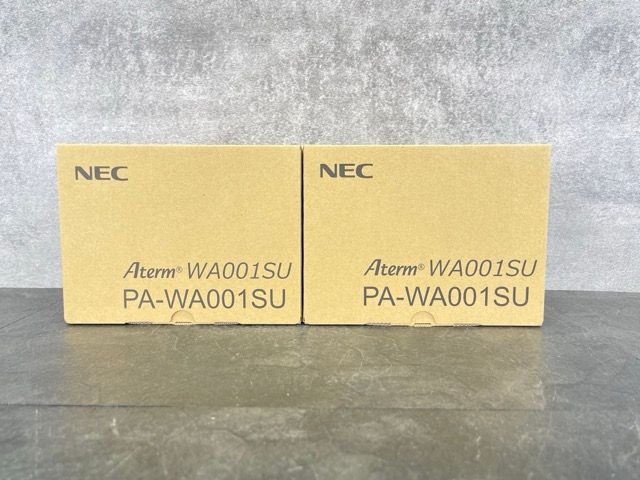 NEC
Aterm® WA001SU
PA-WA001SU
NEC
Aterm® WA001SU
PA-WA001SU